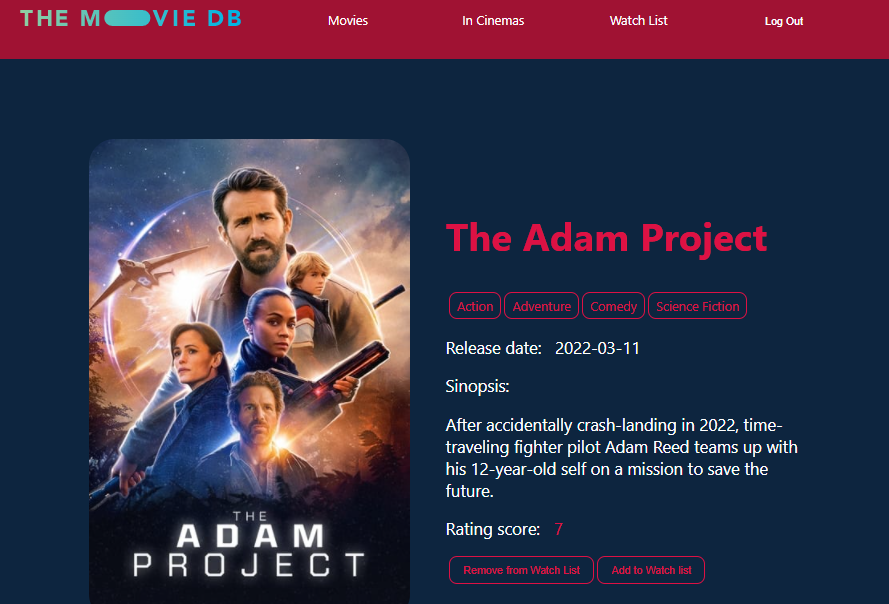 THE MOVIE DB
Movies
In Cinemas
Watch List
Log Out
The Adam Project
Action
Adventure
Comedy
Science Fiction
Release date: 2022-03-11
Sinopsis:
After accidentally crash-landing in 2022, time-
traveling fighter pilot Adam Reed teams up with
his 12-year-old self on a mission to save the
future.
Rating score: 7
Remove from Watch List
Add to Watch list
THE
ADAM
PROJECT